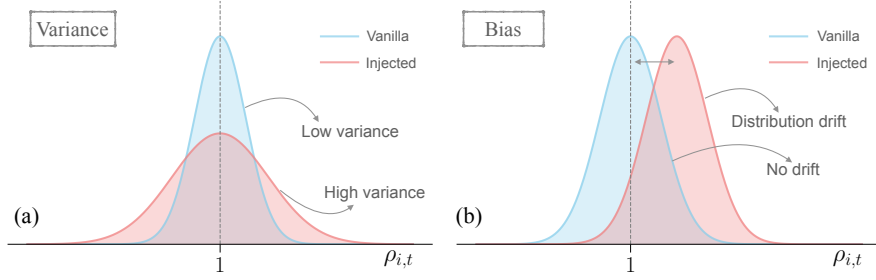 Variance
Vanilla
Injected
Low variance
High variance
(a)
1
ρi,t
Bias
Vanilla
Injected
Distribution drift
No drift
(b)
1
ρi,t